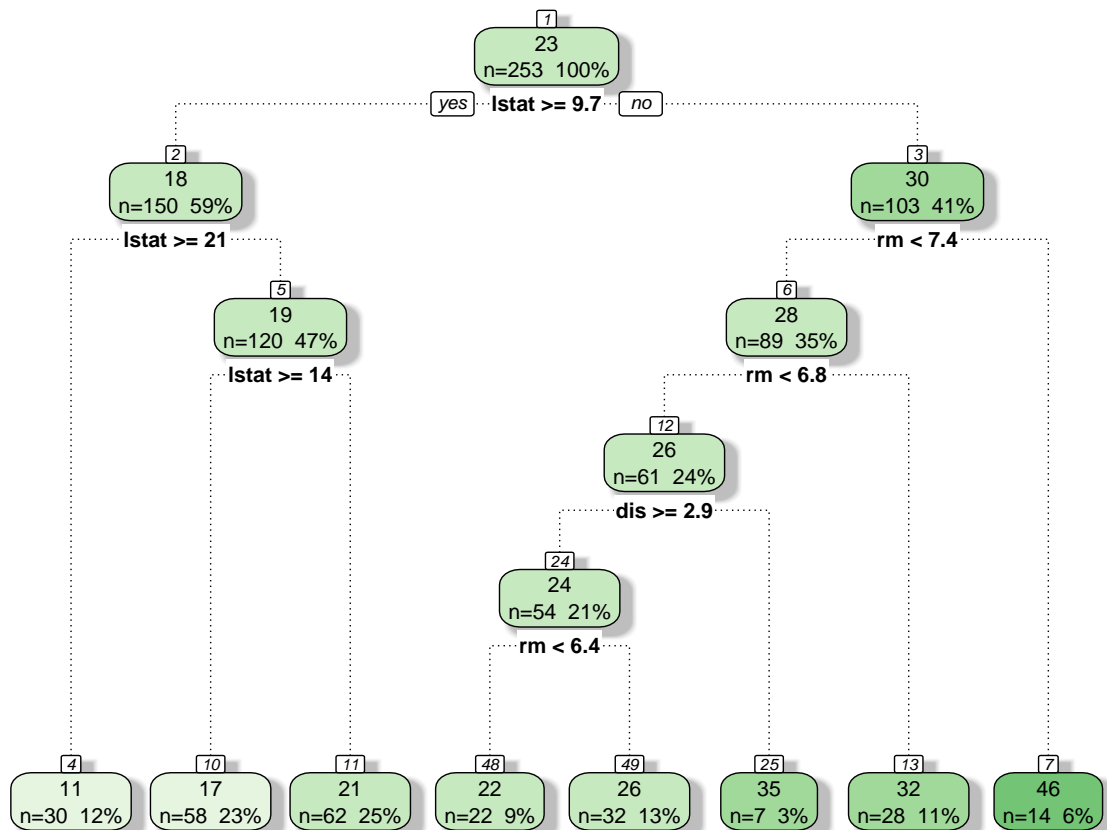 1
23
n=253 100%
yes lstat >= 9.7 no
2
18
n=150 59%
lstat >= 21
3
30
n=103 41%
rm < 7.4
5
19
n=120 47%
lstat >= 14
6
28
n=89 35%
rm < 6.8
12
26
n=61 24%
dis >= 2.9
24
24
n=54 21%
rm < 6.4
4
11
n=30 12%
10
17
n=58 23%
11
21
n=62 25%
48
22
n=22 9%
49
26
n=32 13%
25
35
n=7 3%
13
32
n=28 11%
7
46
n=14 6%